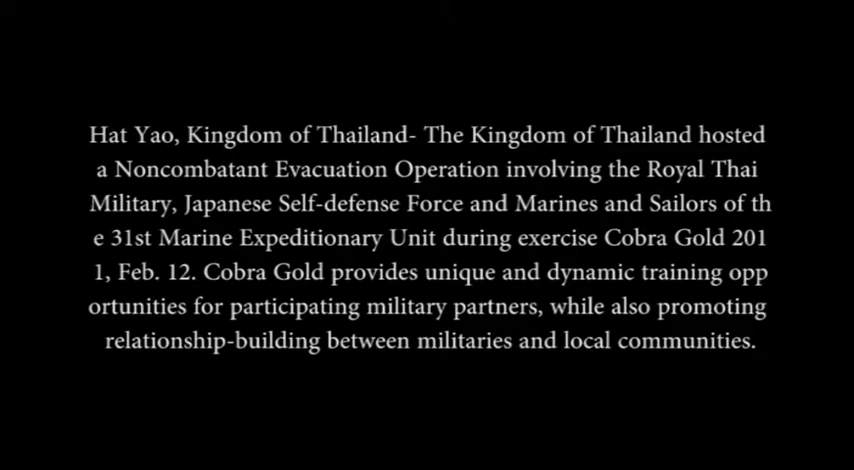 Hat Yao, Kingdom of Thailand- The Kingdom of Thailand hosted
a Noncombatant Evacuation Operation involving the Royal Thai
Military, Japanese Self-defense Force and Marines and Sailors of th
e 31st Marine Expeditionary Unit during exercise Cobra Gold 201
1, Feb. 12. Cobra Gold provides unique and dynamic training opp
ortunities for participating military partners, while also promoting
relationship-building between militaries and local communities.